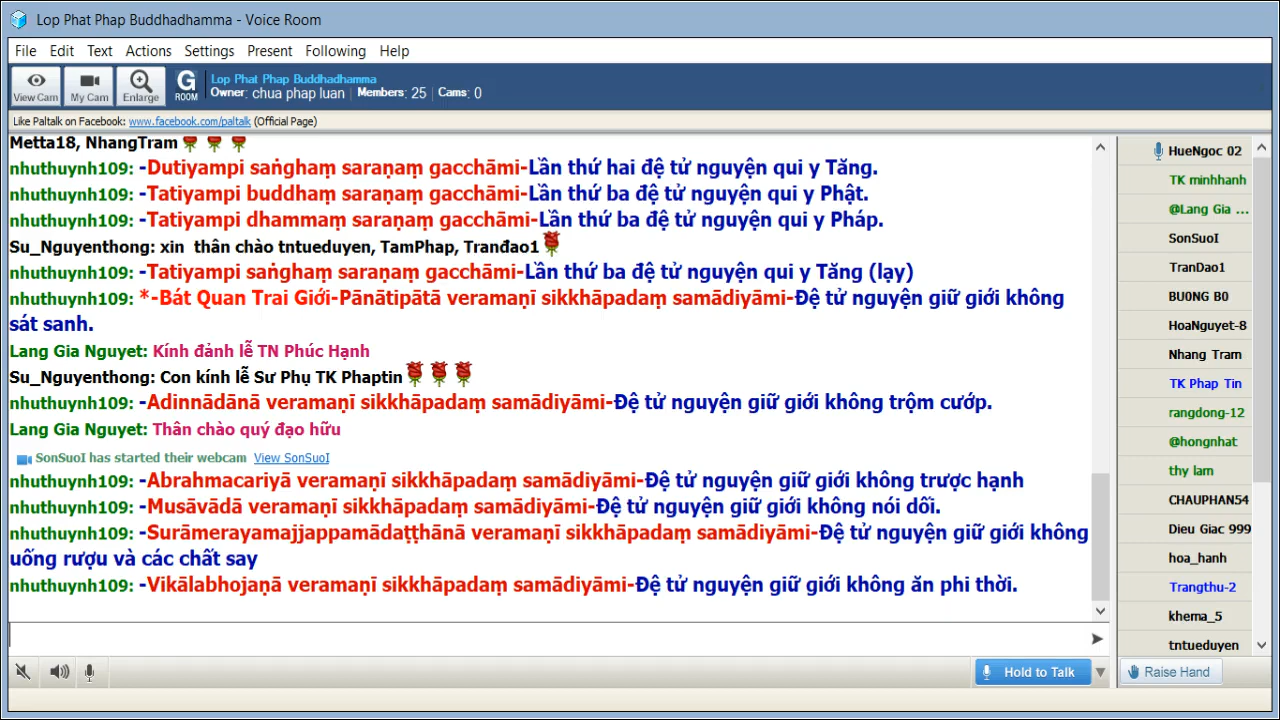 Lop Phat Phap Buddhadhamma - Voice Room
File Edit Text Actions Settings Present Following Help
View Cam
My Cam
Enlarge
G
ROOM
Lop Phat Phap Buddhadhamma
Owner: chua phap luan Members: 25 Cams: 0
Like Paltalk on Facebook: www.facebook.com/paltalk (Official Page)
Metta18, NhangTram
nhuthuynh109: -Dutiyampi saṅghaṃ saraṇaṃ gacchāmi-Lần thứ hai đệ tử nguyện qui y Tăng.
nhuthuynh109: -Tatiyampi buddhaṃ saraṇaṃ gacchāmi-Lần thứ ba đệ tử nguyện qui y Phật.
nhuthuynh109: -Tatiyampi dhammaṃ saraṇaṃ gacchāmi-Lần thứ ba đệ tử nguyện qui y Pháp.
Su_Nguyenthong: xin thân chào tntueduyen, TamPhap, Tranđao1
nhuthuynh109: -Tatiyampi saṅghaṃ saraṇaṃ gacchāmi-Lần thứ ba đệ tử nguyện qui y Tăng (lạy)
nhuthuynh109: *-Bát Quan Trai Giới-Pānātipātā veramaṇī sikkhāpadaṃ samādiyāmi-Đệ tử nguyện giữ giới không
sát sanh.
Lang Gia Nguyet: Kính đảnh lễ TN Phúc Hạnh
Su_Nguyenthong: Con kính lễ Sư Phụ TK Phaptin
nhuthuynh109: -Adinnādānā veramaṇī sikkhāpadaṃ samādiyāmi-Đệ tử nguyện giữ giới không trộm cướp.
Lang Gia Nguyet: Thân chào quý đạo hữu
SonSuoI has started their webcam View SonSuoI
nhuthuynh109: -Abrahmacariyā veramaṇī sikkhāpadaṃ samādiyāmi-Đệ tử nguyện giữ giới không trược hạnh
nhuthuynh109: -Musāvādā veramaṇī sikkhāpadaṃ samādiyāmi-Đệ tử nguyện giữ giới không nói dối.
nhuthuynh109: -Surāmerayamajjappamādaṭṭhānā veramaṇī sikkhāpadaṃ samādiyāmi-Đệ tử nguyện giữ giới không
uống rượu và các chất say
nhuthuynh109: -Vikālabhojaṇā veramaṇī sikkhāpadaṃ samādiyāmi-Đệ tử nguyện giữ giới không ăn phi thời.
Hold to Talk
HueNgoc 02
TK minhhanh
@Lang Gia ...
SonSuoI
TranDao1
BU0NG B0
HoaNguyet-8
Nhang Tram
TK Phap Tin
rangdong-12
@hongnhat
thy lam
CHAUPHAN54
Dieu Giac 999
hoa_hanh
Trangthu-2
khema_5
tntueduyen
Raise Hand